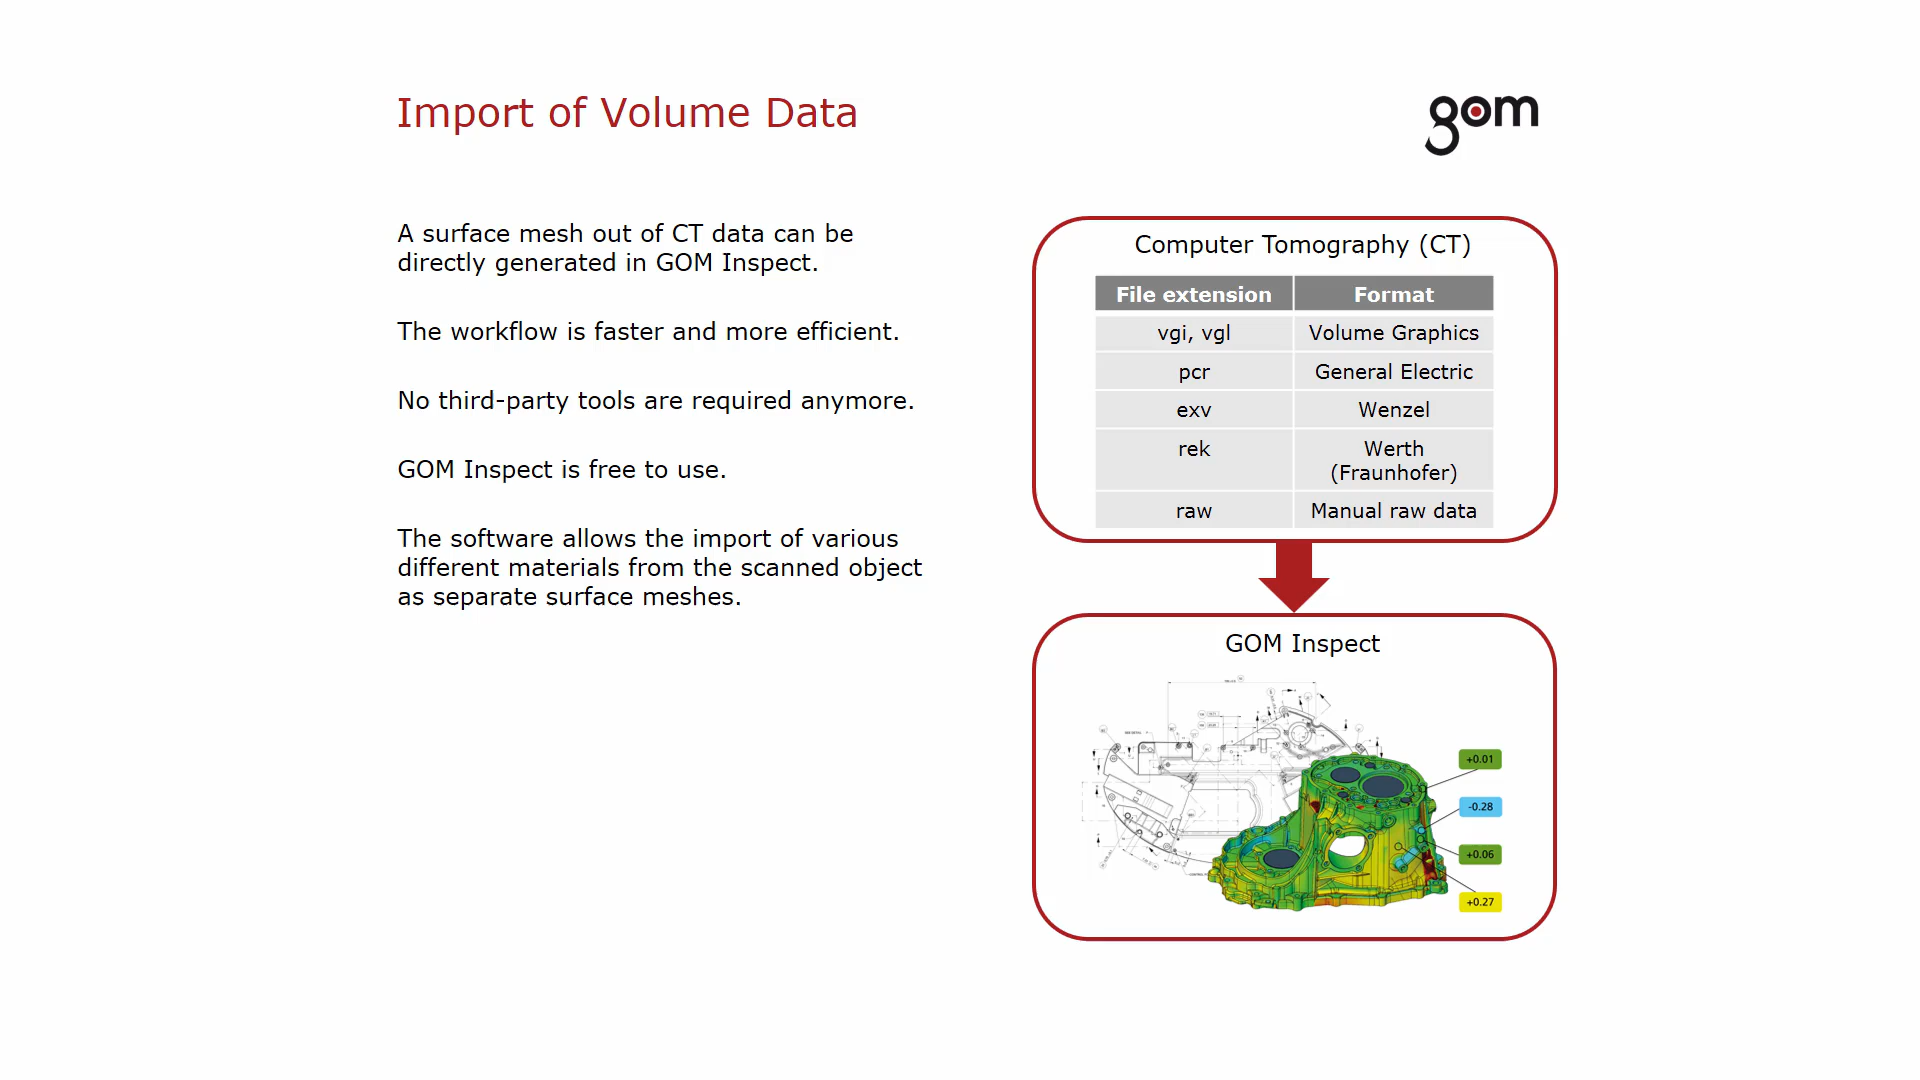 Import of Volume Data
gom
A surface mesh out of CT data can be
directly generated in GOM Inspect.
The workflow is faster and more efficient.
No third-party tools are required anymore.
GOM Inspect is free to use.
The software allows the import of various
different materials from the scanned object
as separate surface meshes.
Computer Tomography (CT)
File extension Format
vgi, vgl Volume Graphics
pcr General Electric
exv Wenzel
rek Werth
(Fraunhofer)
raw Manual raw data
GOM Inspect
+0.01
-0.28
+0.06
+0.27